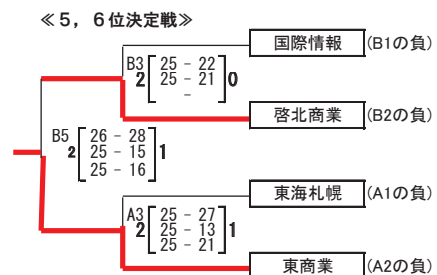 ≪5，6位決定戦≫
国際情報 (B1の負)
B3
25 - 22
2 25 - 21 0
-
啓北商業 (B2の負)
B5
26 - 28
2 25 - 15 1
25 - 16
東海札幌 (A1の負)
A3
25 - 27
2 25 - 13 1
25 - 21
東商業 (A2の負)